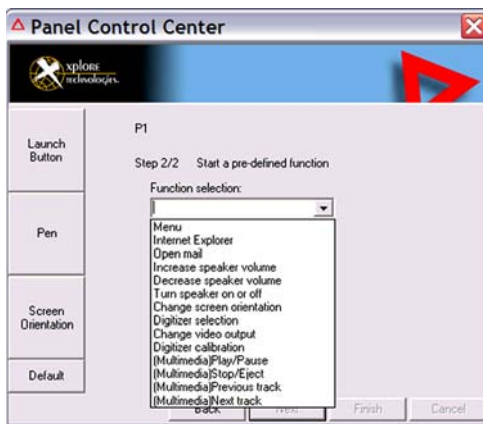 Panel Control Center
xplore
technologies.
Launch
Button
Pen
Screen
Orientation
Default
P1
Step 2/2 Start a pre-defined function
Function selection:
Menu
Internet Explorer
Open mail
Increase speaker volume
Decrease speaker volume
Turn speaker on or off
Change screen orientation
Digitizer selection
Change video output
Digitizer calibration
(Multimedia)Play/Pause
(Multimedia)Stop/Eject
(Multimedia)Previous track
(Multimedia)Next track
Back Next Finish Cancel